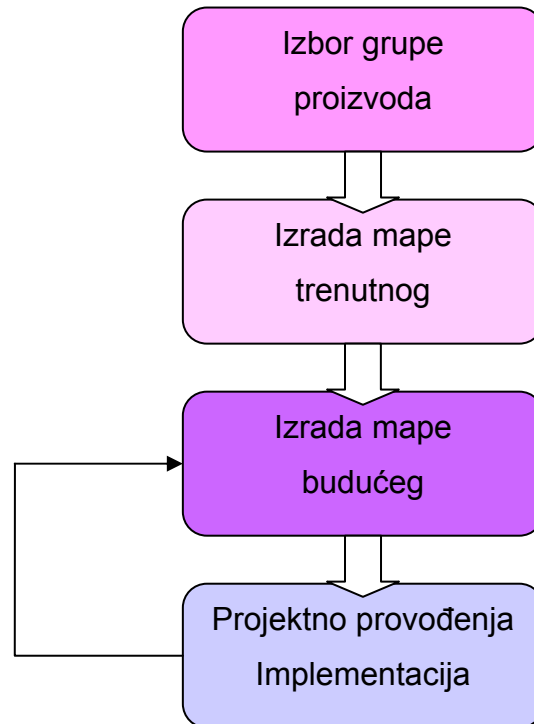 Izbor grupe
proizvoda
Izrada mape
trenutnog
Izrada mape
budućeg
Projektno provođenja
Implementacija